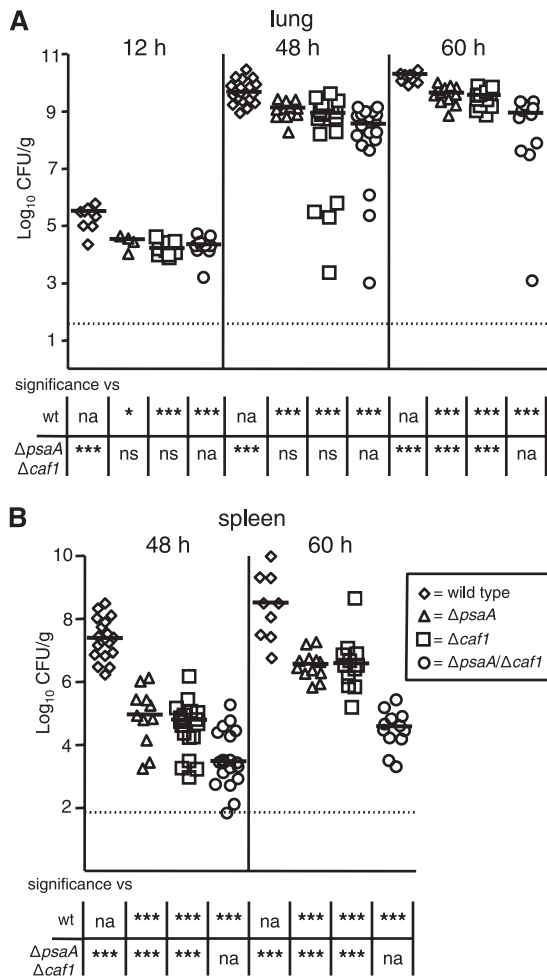 A
lung
12 h 48 h 60 h
11
9
7
5
3
1
Log10 CFU/g
significance vs
wt na * *** *** na *** *** *** na *** *** ***
ΔpsaA Δcaf1 *** ns ns na *** ns ns na *** *** *** na
B
spleen
48 h 60 h
10
8
6
4
2
Log10 CFU/g
= wild type
= ΔpsaA
= Δcaf1
= ΔpsaA/Δcaf1
significance vs
wt na *** *** *** na *** *** ***
ΔpsaA Δcaf1 *** *** *** na *** *** *** na